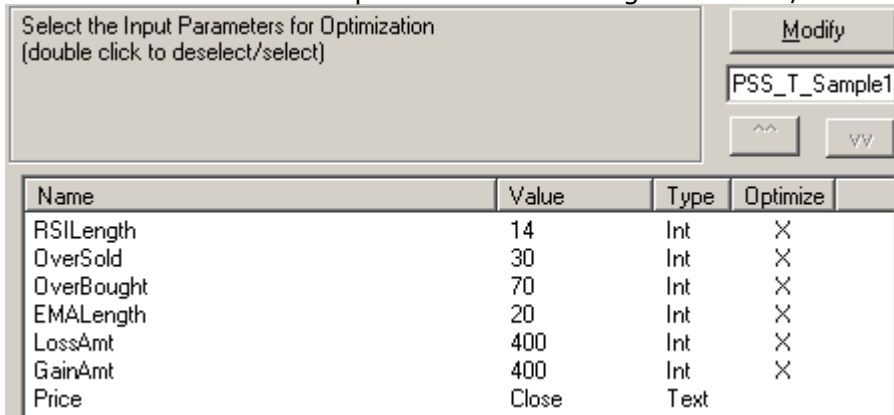 Select the Input Parameters for Optimization
(double click to deselect/select)
Modify
PSS_T_Sample1
^^ vv
Name Value Type Optimize
RSILength 14 Int X
OverSold 30 Int X
OverBought 70 Int X
EMALength 20 Int X
LossAmt 400 Int X
GainAmt 400 Int X
Price Close Text